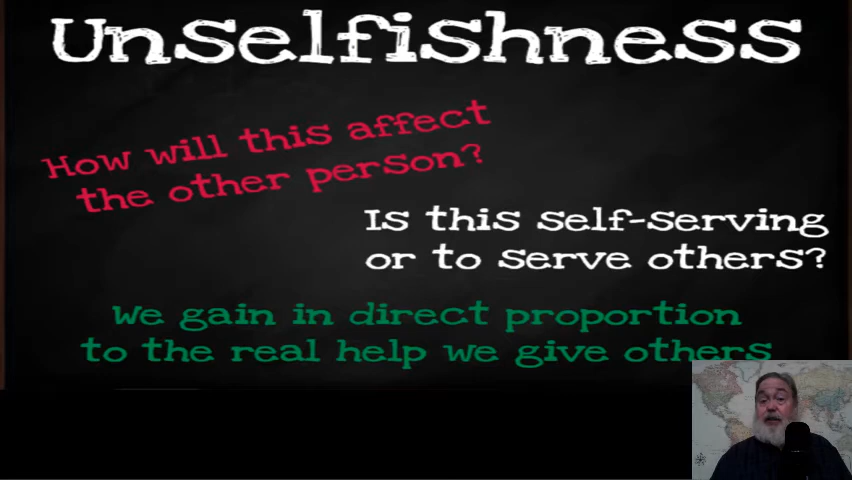 Unselfishness
How will this affect
the other person?
Is this self-serving
or to serve others?
We gain in direct proportion
to the real help we give others